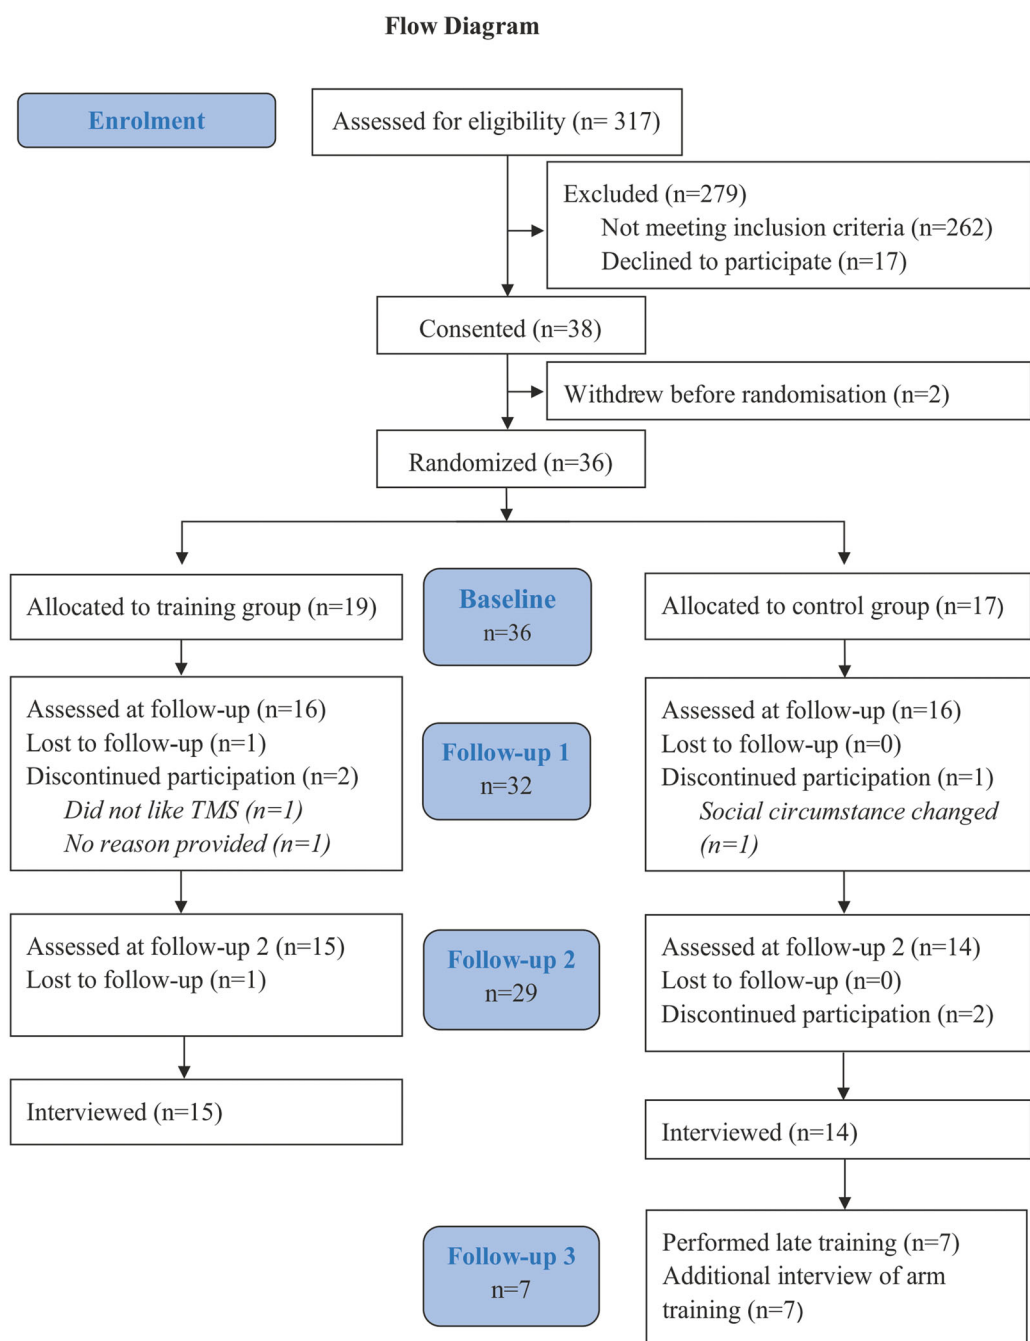 Flow Diagram
Enrolment
Assessed for eligibility (n= 317)
Excluded (n=279)
Not meeting inclusion criteria (n=262)
Declined to participate (n=17)
Consented (n=38)
Withdrew before randomisation (n=2)
Randomized (n=36)
Allocated to training group (n=19)
Baseline
n=36
Allocated to control group (n=17)
Assessed at follow-up (n=16)
Lost to follow-up (n=1)
Discontinued participation (n=2)
Did not like TMS (n=1)
No reason provided (n=1)
Follow-up 1
n=32
Assessed at follow-up (n=16)
Lost to follow-up (n=0)
Discontinued participation (n=1)
Social circumstance changed
(n=1)
Assessed at follow-up 2 (n=15)
Lost to follow-up (n=1)
Follow-up 2
n=29
Assessed at follow-up 2 (n=14)
Lost to follow-up (n=0)
Discontinued participation (n=2)
Interviewed (n=15)
Interviewed (n=14)
Follow-up 3
n=7
Performed late training (n=7)
Additional interview of arm
training (n=7)